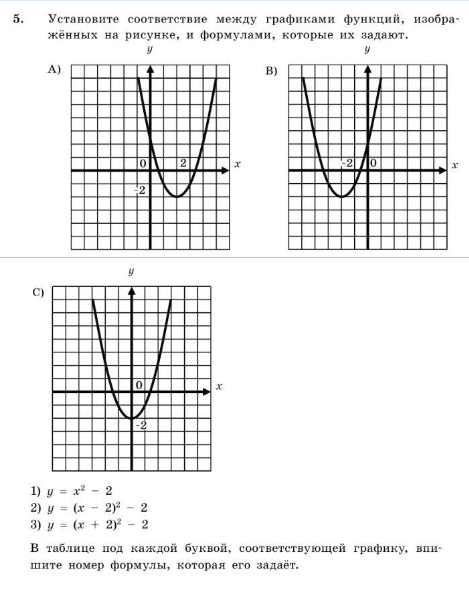 5. Установите соответствие между графиками функций, изобра-
жённых на рисунке, и формулами, которые их задают.
A) y
0 2 x
-2
B) y
-2 0 x
C) y
0 x
-2
1) y = x² − 2
2) y = (x − 2)² − 2
3) y = (x + 2)² − 2
В таблице под каждой буквой, соответствующей графику, впи-
шите номер формулы, которая его задаёт.